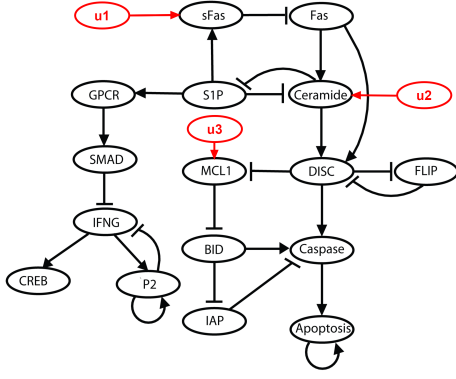 u1
sFas
Fas
GPCR
S1P
Ceramide
u2
u3
SMAD
MCL1
DISC
FLIP
IFNG
BID
Caspase
CREB
P2
IAP
Apoptosis